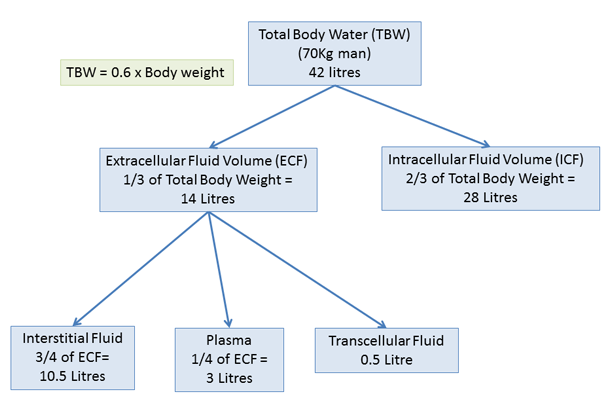 Total Body Water (TBW)
(70Kg man)
42 litres
TBW = 0.6 x Body weight
Extracellular Fluid Volume (ECF)
1/3 of Total Body Weight =
14 Litres
Intracellular Fluid Volume (ICF)
2/3 of Total Body Weight =
28 Litres
Interstitial Fluid
3/4 of ECF=
10.5 Litres
Plasma
1/4 of ECF =
3 Litres
Transcellular Fluid
0.5 Litre